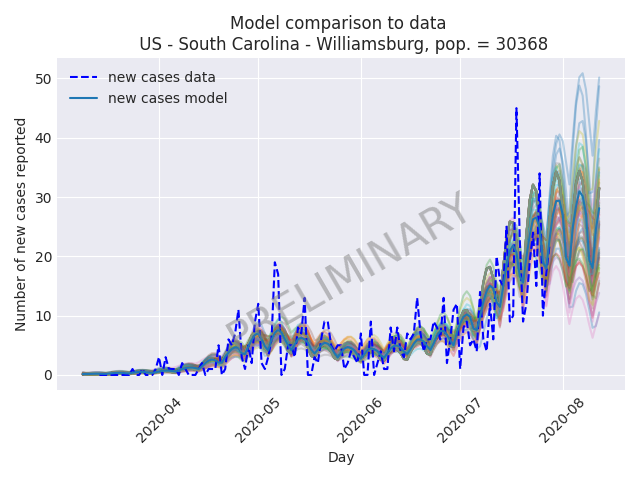 Model comparison to data
US - South Carolina - Williamsburg, pop. = 30368
new cases data
new cases model
PRELIMINARY
Number of new cases reported
50
40
30
20
10
0
2020-04
2020-05
2020-06
2020-07
2020-08
Day